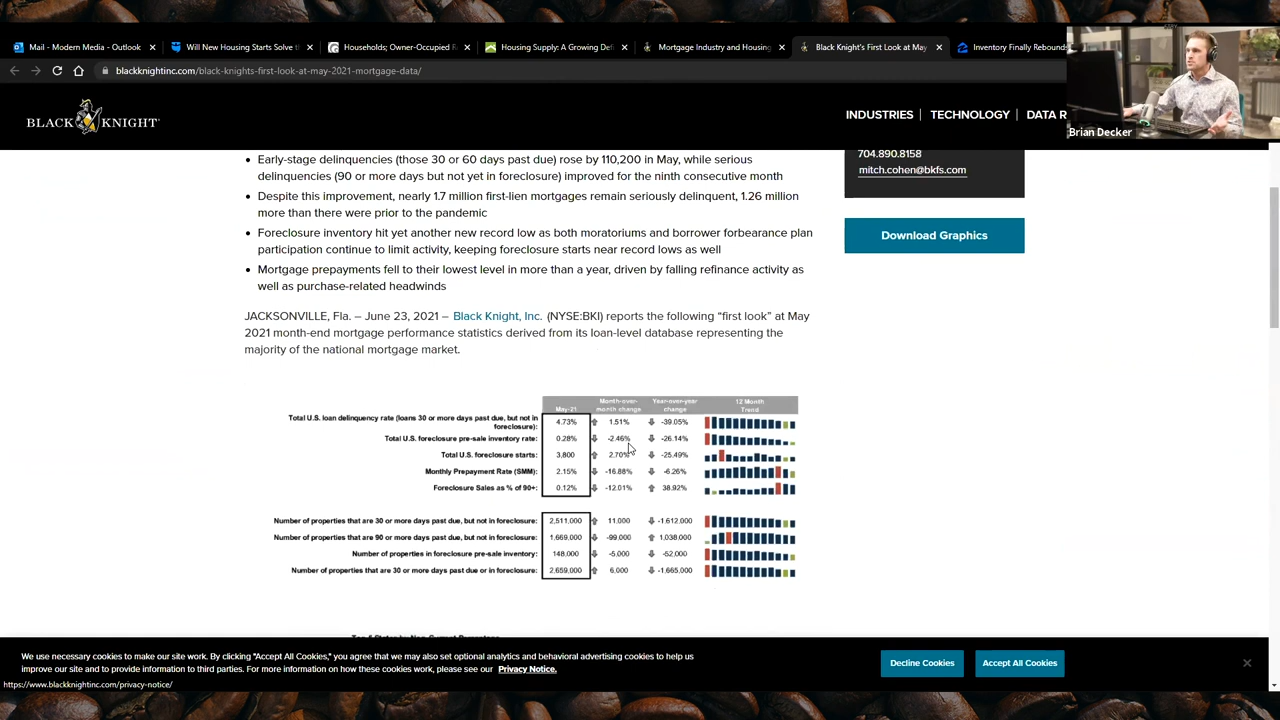 Mail - Modern Media - Outlook
Will New Housing Starts Solve t
Households; Owner-Occupied R
Housing Supply: A Growing Def
Mortgage Industry and Housing
Black Knight's First Look at May
Inventory Finally Rebounds
blackknightinc.com/black-knights-first-look-at-may-2021-mortgage-data/
Brian Decker
BLACK KNIGHT
INDUSTRIES
TECHNOLOGY
DATA R
704.890.8158
mitch.cohen@bkfs.com
Download Graphics
• Early-stage delinquencies (those 30 or 60 days past due) rose by 110,200 in May, while serious
delinquencies (90 or more days but not yet in foreclosure) improved for the ninth consecutive month
• Despite this improvement, nearly 1.7 million first-lien mortgages remain seriously delinquent, 1.26 million
more than there were prior to the pandemic
• Foreclosure inventory hit yet another new record low as both moratoriums and borrower forbearance plan
participation continue to limit activity, keeping foreclosure starts near record lows as well
• Mortgage prepayments fell to their lowest level in more than a year, driven by falling refinance activity as
well as purchase-related headwinds
JACKSONVILLE, Fla. – June 23, 2021 – Black Knight, Inc. (NYSE:BKI) reports the following "first look" at May
2021 month-end mortgage performance statistics derived from its loan-level database representing the
majority of the national mortgage market.
May-21 Month-over-month change Year-over-year change 12 Month Trend
Total U.S. loan delinquency rate (loans 30 or more days past due, but not in
foreclosure): 4.73% 1.51% -39.05%
Total U.S. foreclosure pre-sale inventory rate: 0.28% -2.46% -26.14%
Total U.S. foreclosure starts: 3,800 2.70% -25.49%
Monthly Prepayment Rate (SMM): 2.15% -16.88% -6.26%
Foreclosure Sales as % of 90+: 0.12% -12.01% 38.92%
Number of properties that are 30 or more days past due, but not in foreclosure: 2,511,000 11,000 -1,612,000
Number of properties that are 90 or more days past due, but not in foreclosure: 1,669,000 -99,000 1,038,000
Number of properties in foreclosure pre-sale inventory: 148,000 -5,000 -52,000
Number of properties that are 30 or more days past due or in foreclosure: 2,659,000 6,000 -1,665,000
We use necessary cookies to make our site work. By clicking "Accept All Cookies," you agree that we may also set optional analytics and behavioral advertising cookies to help us
improve our site and to provide information to third parties. For more information on how these cookies work, please see our Privacy Notice.
Decline Cookies
Accept All Cookies
https://www.blackknightinc.com/privacy-notice/